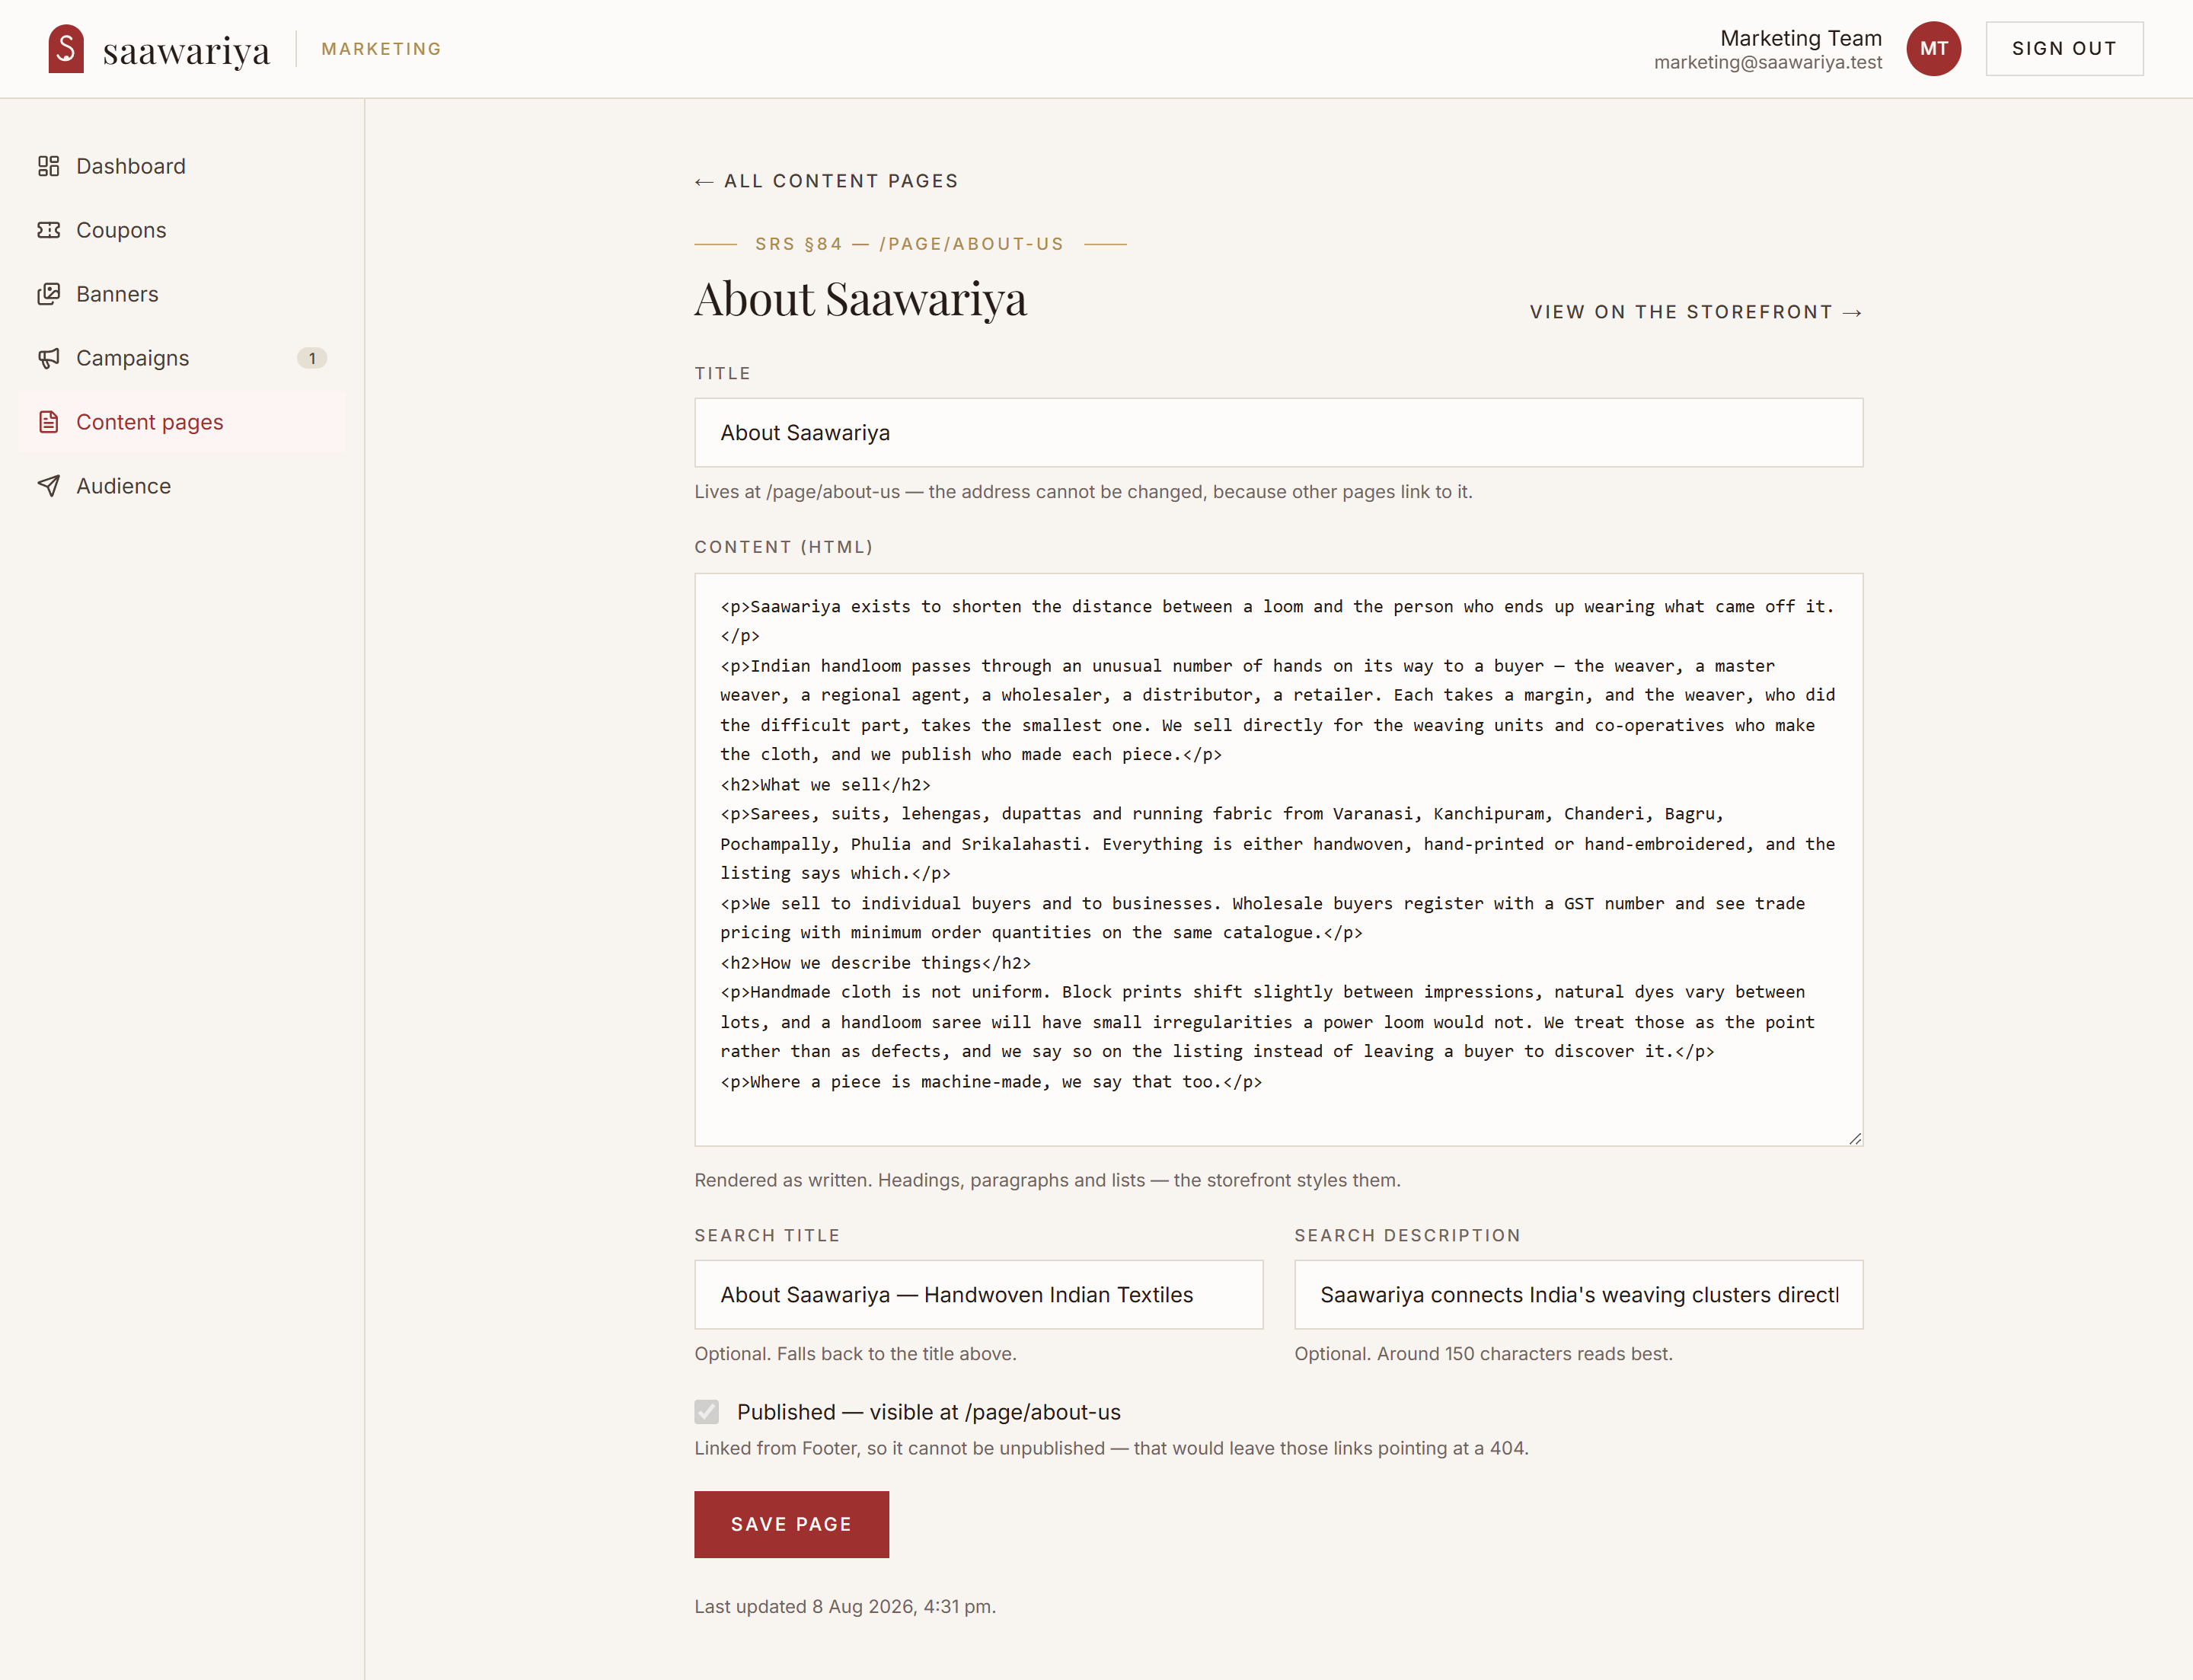 saawariya
MARKETING
Marketing Team
marketing@saawariya.test
MT
SIGN OUT
Dashboard
Coupons
Banners
Campaigns 1
Content pages
Audience
← ALL CONTENT PAGES
SRS §84 — /PAGE/ABOUT-US
About Saawariya
VIEW ON THE STOREFRONT →
TITLE
About Saawariya
Lives at /page/about-us — the address cannot be changed, because other pages link to it.
CONTENT (HTML)
<p>Saawariya exists to shorten the distance between a loom and the person who ends up wearing what came off it.
</p>
<p>Indian handloom passes through an unusual number of hands on its way to a buyer — the weaver, a master
weaver, a regional agent, a wholesaler, a distributor, a retailer. Each takes a margin, and the weaver, who did
the difficult part, takes the smallest one. We sell directly for the weaving units and co-operatives who make
the cloth, and we publish who made each piece.</p>
<h2>What we sell</h2>
<p>Sarees, suits, lehengas, dupattas and running fabric from Varanasi, Kanchipuram, Chanderi, Bagru,
Pochampally, Phulia and Srikalahasti. Everything is either handwoven, hand-printed or hand-embroidered, and the
listing says which.</p>
<p>We sell to individual buyers and to businesses. Wholesale buyers register with a GST number and see trade
pricing with minimum order quantities on the same catalogue.</p>
<h2>How we describe things</h2>
<p>Handmade cloth is not uniform. Block prints shift slightly between impressions, natural dyes vary between
lots, and a handloom saree will have small irregularities a power loom would not. We treat those as the point
rather than as defects, and we say so on the listing instead of leaving a buyer to discover it.</p>
<p>Where a piece is machine-made, we say that too.</p>
Rendered as written. Headings, paragraphs and lists — the storefront styles them.
SEARCH TITLE
About Saawariya — Handwoven Indian Textiles
Optional. Falls back to the title above.
SEARCH DESCRIPTION
Saawariya connects India's weaving clusters directl
Optional. Around 150 characters reads best.
Published — visible at /page/about-us
Linked from Footer, so it cannot be unpublished — that would leave those links pointing at a 404.
SAVE PAGE
Last updated 8 Aug 2026, 4:31 pm.